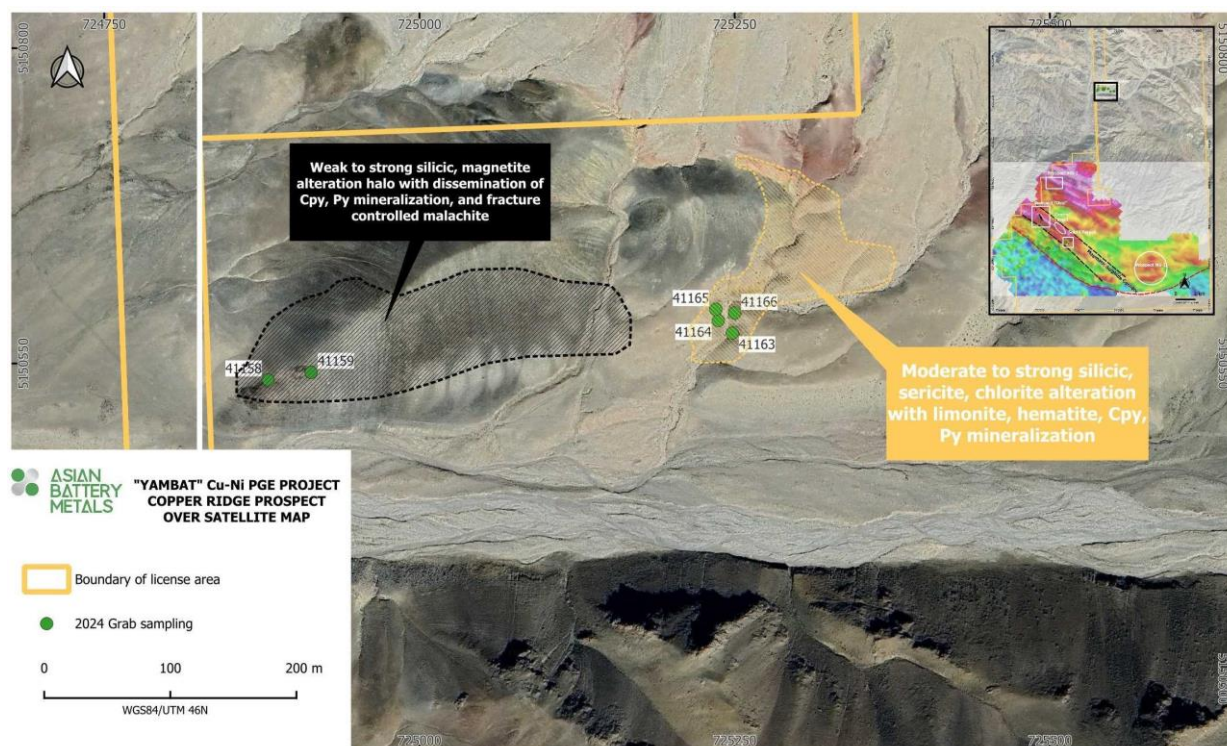 724750
725000
725250
5150800
5150800
Weak to strong silicic, magnetite
alteration halo with dissemination of
Cpy, Py mineralization, and fracture
controlled malachite
41165
41166
41164
41163
41158
41159
5150550
5150550
Moderate to strong silicic,
sericite, chlorite alteration
with limonite, hematite, Cpy,
Py mineralization
ASIAN
BATTERY
METALS
"YAMBAT" Cu-Ni PGE PROJECT
COPPER RIDGE PROSPECT
OVER SATELLITE MAP
Boundary of license area
2024 Grab sampling
0 100 200 m
WGS84/UTM 46N
725000
725250